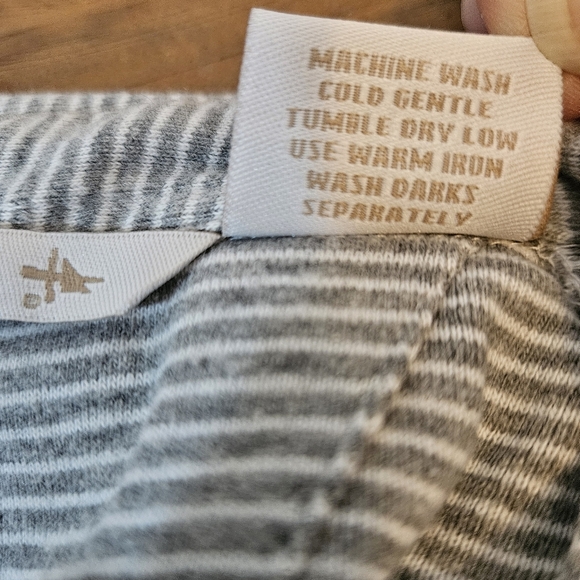 MACHINE WASH
COLD GENTLE
TUMBLE DRY LOW
USE WARM IRON
WASH DARKS
SEPARATELY